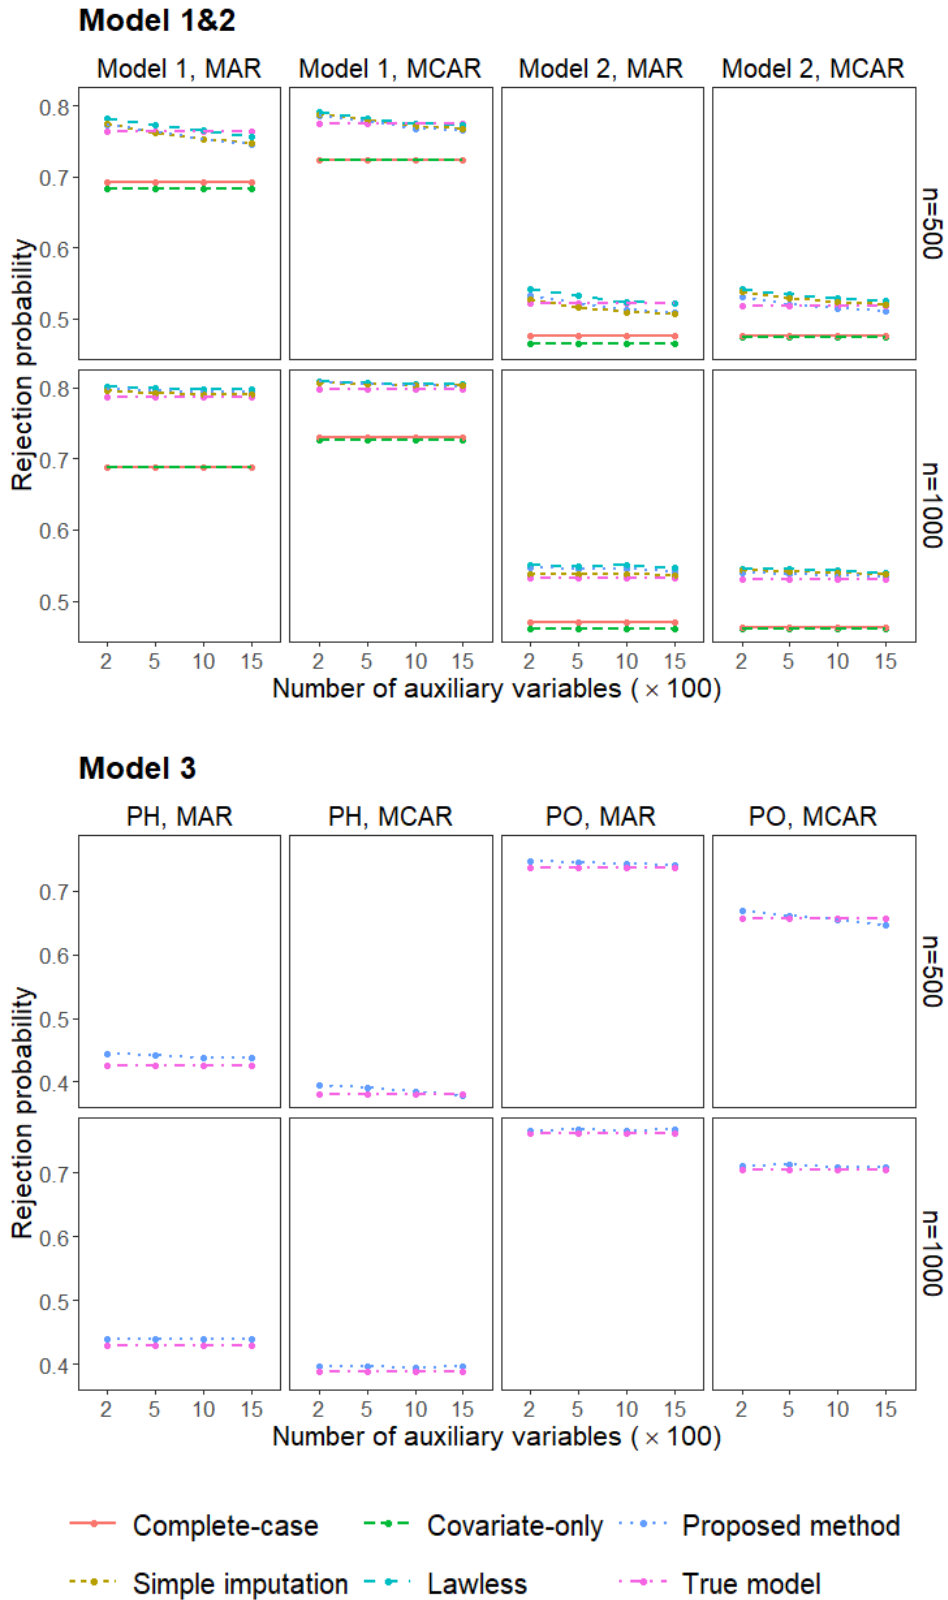 Model 1&2
Model 1, MAR
Model 1, MCAR
Model 2, MAR
Model 2, MCAR
0.8
0.7
0.6
0.5
n=500
0.8
0.7
0.6
0.5
n=1000
Rejection probability
2 5 10 15
2 5 10 15
2 5 10 15
2 5 10 15
Number of auxiliary variables ( × 100)
Model 3
PH, MAR
PH, MCAR
PO, MAR
PO, MCAR
0.7
0.6
0.5
0.4
n=500
0.7
0.6
0.5
0.4
n=1000
Rejection probability
2 5 10 15
2 5 10 15
2 5 10 15
2 5 10 15
Number of auxiliary variables ( × 100)
Complete-case
Covariate-only
Proposed method
Simple imputation
Lawless
True model